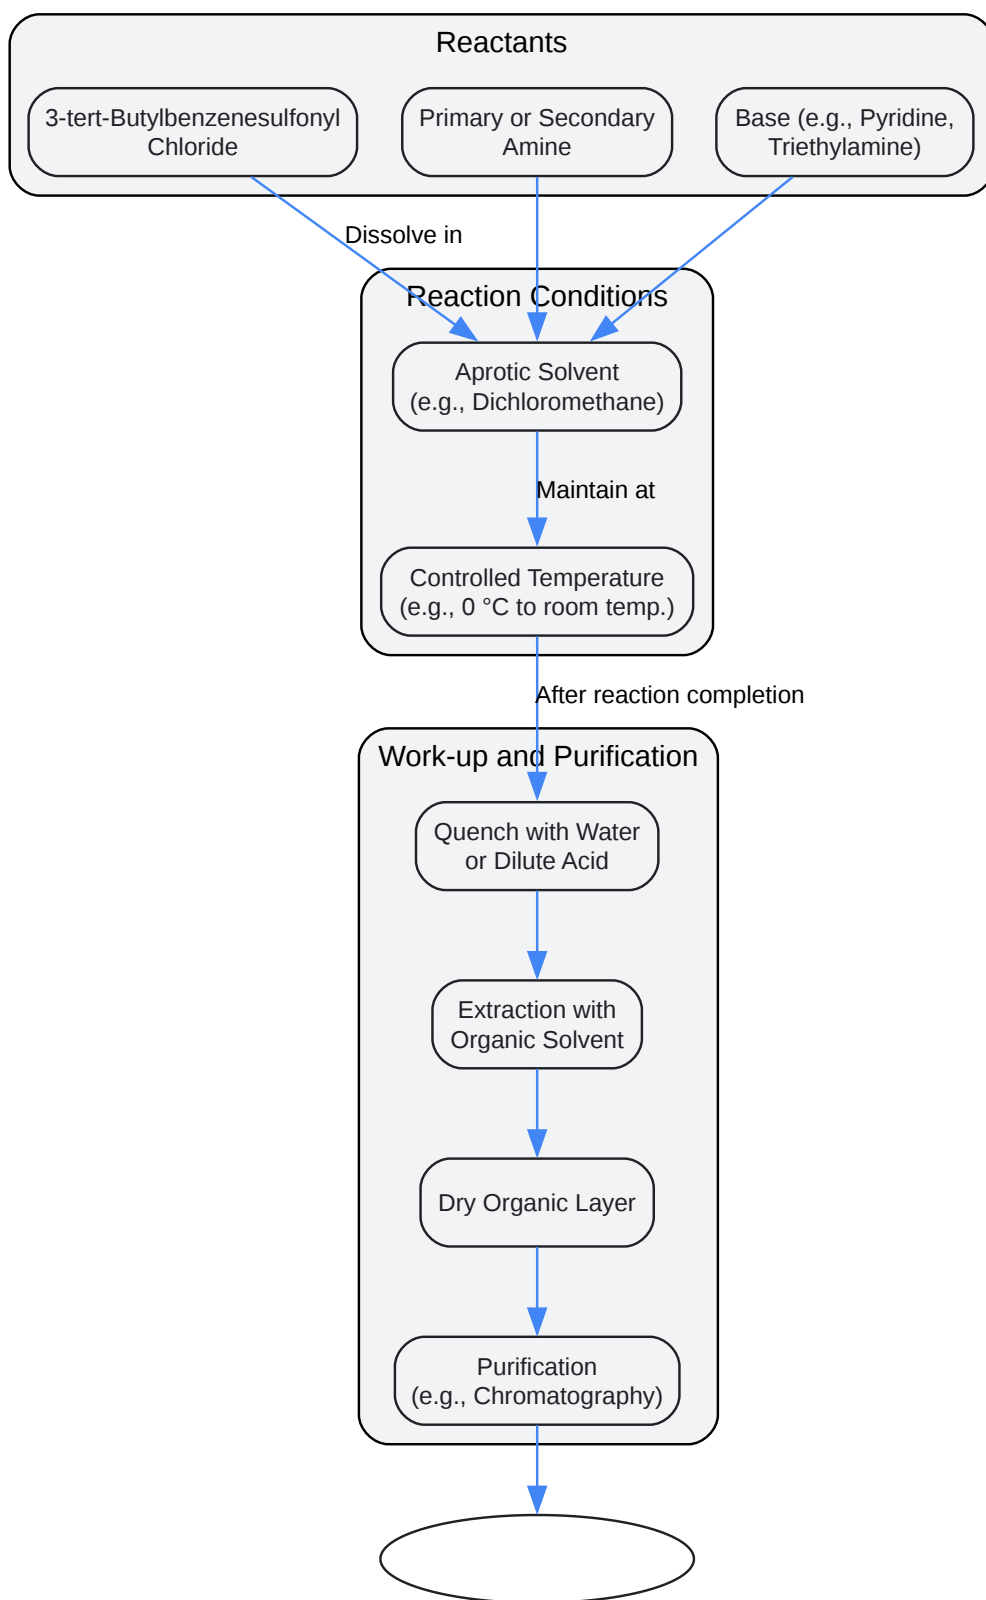 Reactants
3-tert-Butylbenzenesulfonyl
Chloride
Primary or Secondary
Amine
Base (e.g., Pyridine,
Triethylamine)
Dissolve in
Reaction Conditions
Aprotic Solvent
(e.g., Dichloromethane)
Maintain at
Controlled Temperature
(e.g., 0 °C to room temp.)
After reaction completion
Work-up and Purification
Quench with Water
or Dilute Acid
Extraction with
Organic Solvent
Dry Organic Layer
Purification
(e.g., Chromatography)